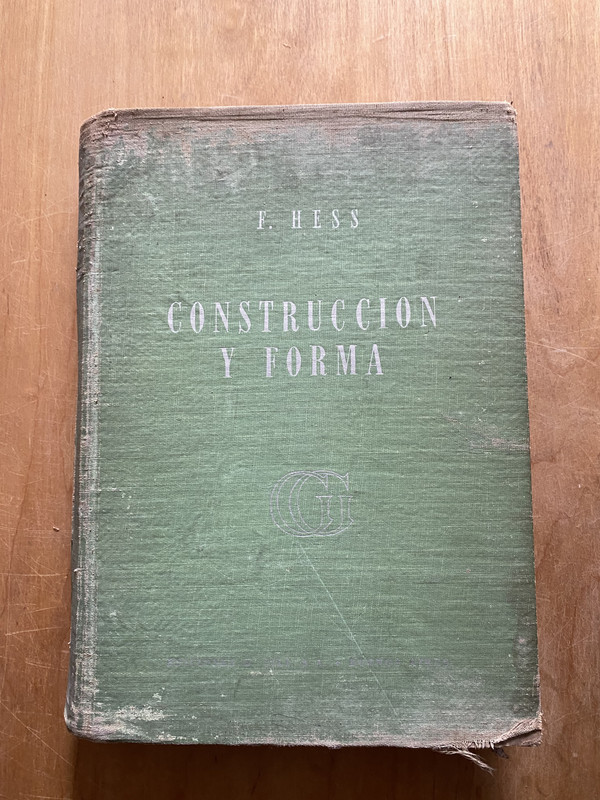 F. HESS
CONSTRUCCION
Y FORMA
GG